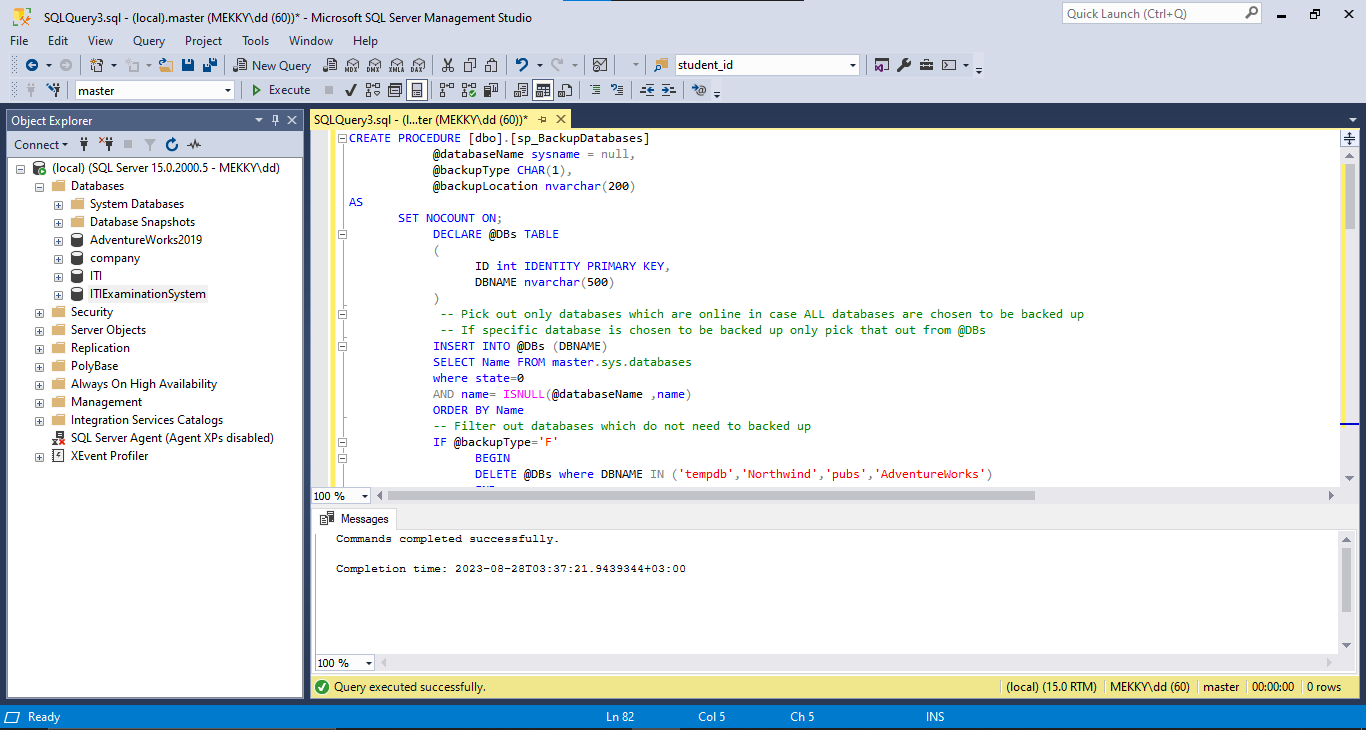 SQLQuery3.sql - (local).master (MEKKY\dd (60))* - Microsoft SQL Server Management Studio
Quick Launch (Ctrl+Q)
File Edit View Query Project Tools Window Help
New Query MDX DMX XMLA DAX student_id
master Execute
Object Explorer
SQLQuery3.sql - (l...ter (MEKKY\dd (60))*
Connect
(local) (SQL Server 15.0.2000.5 - MEKKY\dd)
Databases
System Databases
Database Snapshots
AdventureWorks2019
company
ITI
ITIExaminationSystem
Security
Server Objects
Replication
PolyBase
Always On High Availability
Management
Integration Services Catalogs
SQL Server Agent (Agent XPs disabled)
XEvent Profiler
CREATE PROCEDURE [dbo].[sp_BackupDatabases]
@databaseName sysname = null,
@backupType CHAR(1),
@backupLocation nvarchar(200)
AS
SET NOCOUNT ON;
DECLARE @DBs TABLE
(
ID int IDENTITY PRIMARY KEY,
DBNAME nvarchar(500)
)
-- Pick out only databases which are online in case ALL databases are chosen to be backed up
-- If specific database is chosen to be backed up only pick that out from @DBs
INSERT INTO @DBs (DBNAME)
SELECT Name FROM master.sys.databases
where state=0
AND name= ISNULL(@databaseName ,name)
ORDER BY Name
-- Filter out databases which do not need to backed up
IF @backupType='F'
BEGIN
DELETE @DBs where DBNAME IN ('tempdb','Northwind','pubs','AdventureWorks')
100 %
Messages
Commands completed successfully.
Completion time: 2023-08-28T03:37:21.9439344+03:00
100 %
Query executed successfully. (local) (15.0 RTM) MEKKY\dd (60) master 00:00:00 0 rows
Ready Ln 82 Col 5 Ch 5 INS